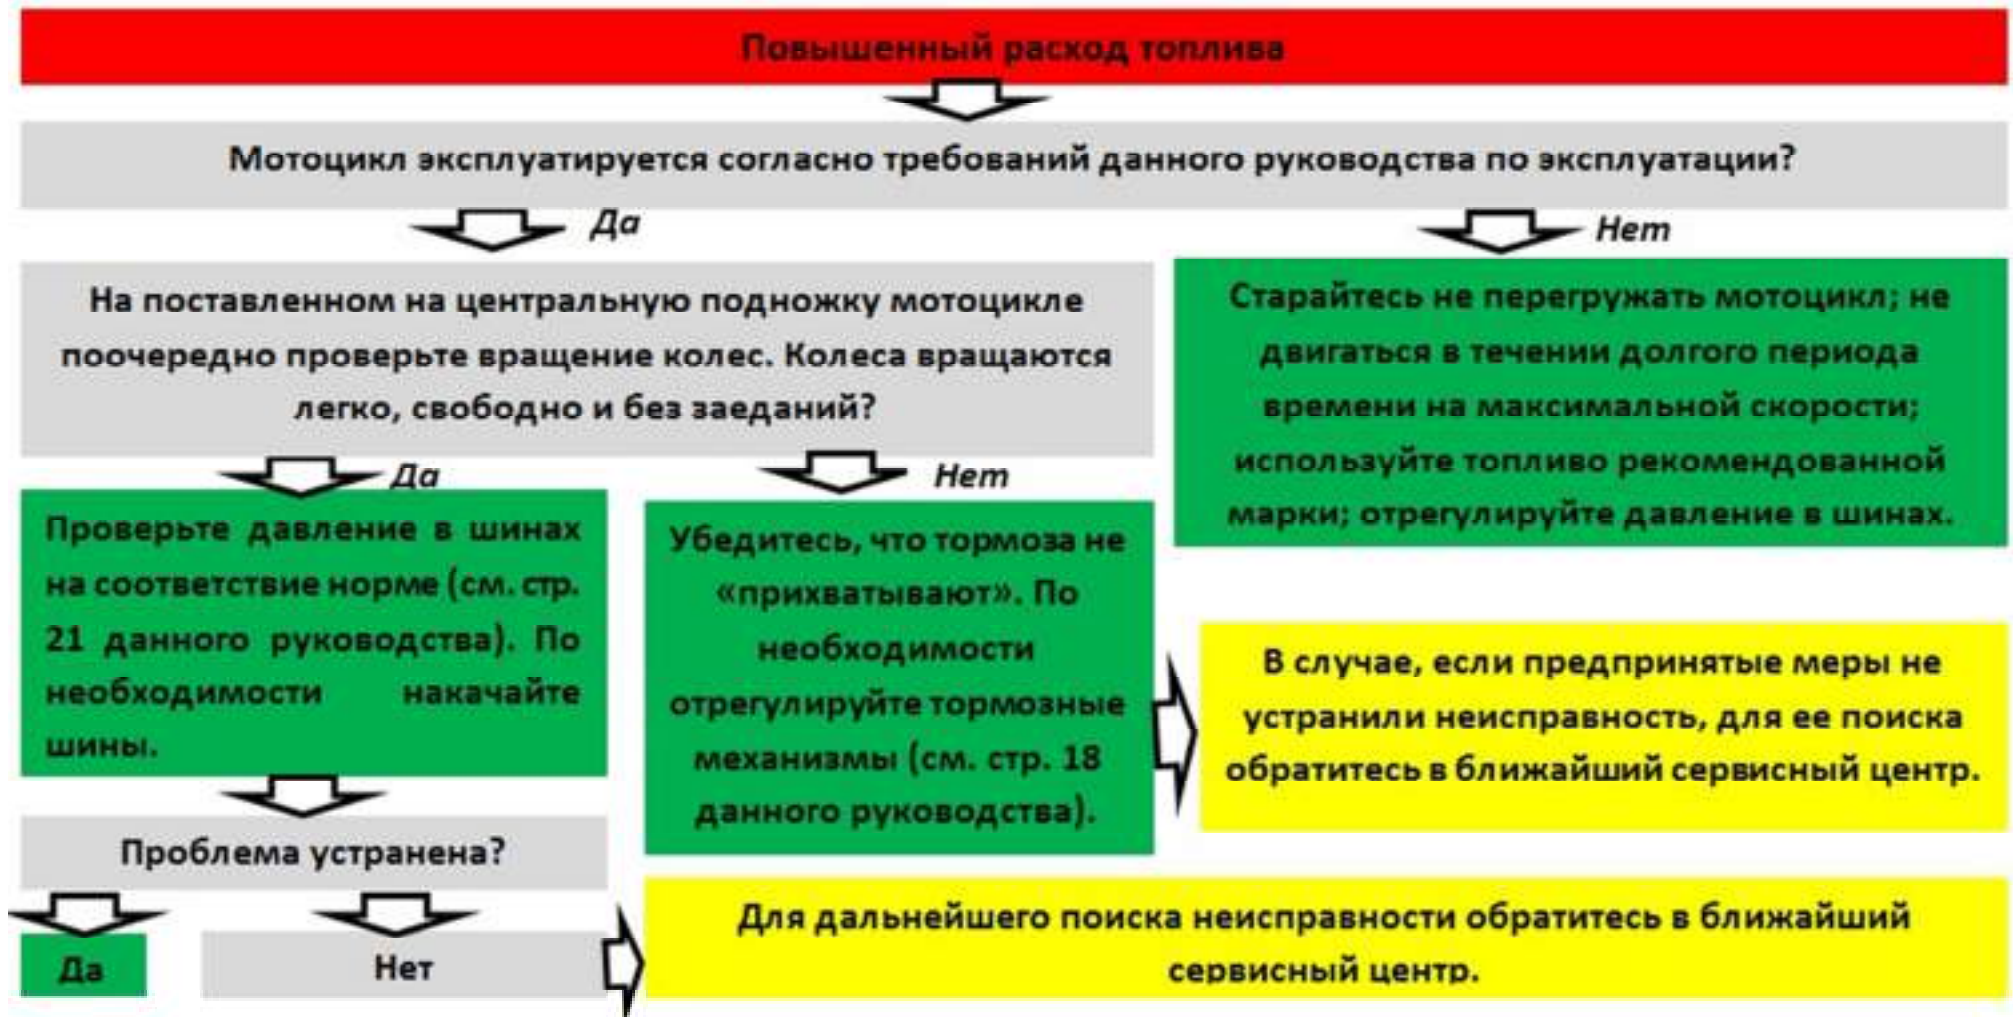 Повышенный расход топлива
Мотоцикл эксплуатируется согласно требований данного руководства по эксплуатации?
Да
Нет
На поставленном на центральную подножку мотоцикле
поочередно проверьте вращение колес. Колеса вращаются
легко, свободно и без заеданий?
Старайтесь не перегружать мотоцикл; не
двигаться в течении долгого периода
времени на максимальной скорости;
используйте топливо рекомендованной
марки; отрегулируйте давление в шинах.
Да
Нет
Проверьте давление в шинах
на соответствие норме (см. стр.
21 данного руководства). По
необходимости накачайте
шины.
Убедитесь, что тормоза не
«прихватывают». По
необходимости
отрегулируйте тормозные
механизмы (см. стр. 18
данного руководства).
В случае, если предпринятые меры не
устранили неисправность, для ее поиска
обратитесь в ближайший сервисный центр.
Проблема устранена?
Да
Нет
Для дальнейшего поиска неисправности обратитесь в ближайший
сервисный центр.